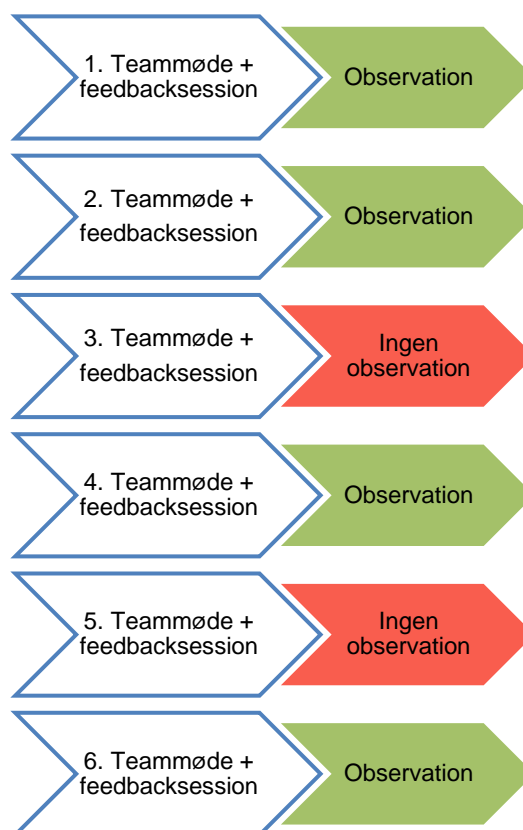 1. Teammøde +
feedbacksession
Observation
2. Teammøde +
feedbacksession
Observation
3. Teammøde +
feedbacksession
Ingen
observation
4. Teammøde +
feedbacksession
Observation
5. Teammøde +
feedbacksession
Ingen
observation
6. Teammøde +
feedbacksession
Observation